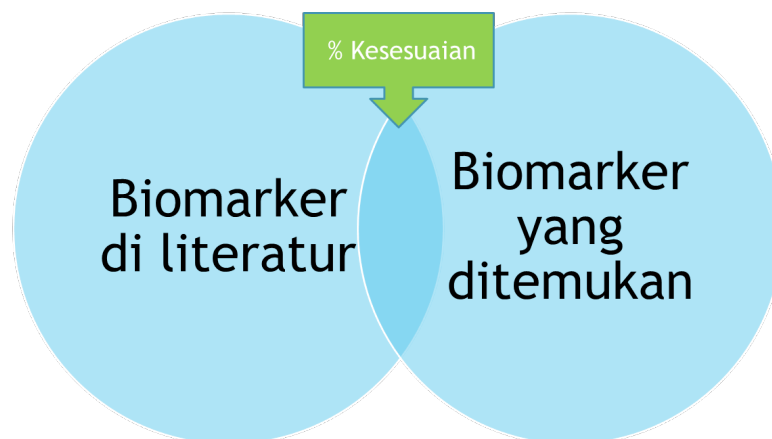 % Kesesuaian
Biomarker
di literatur
Biomarker
yang
ditemukan